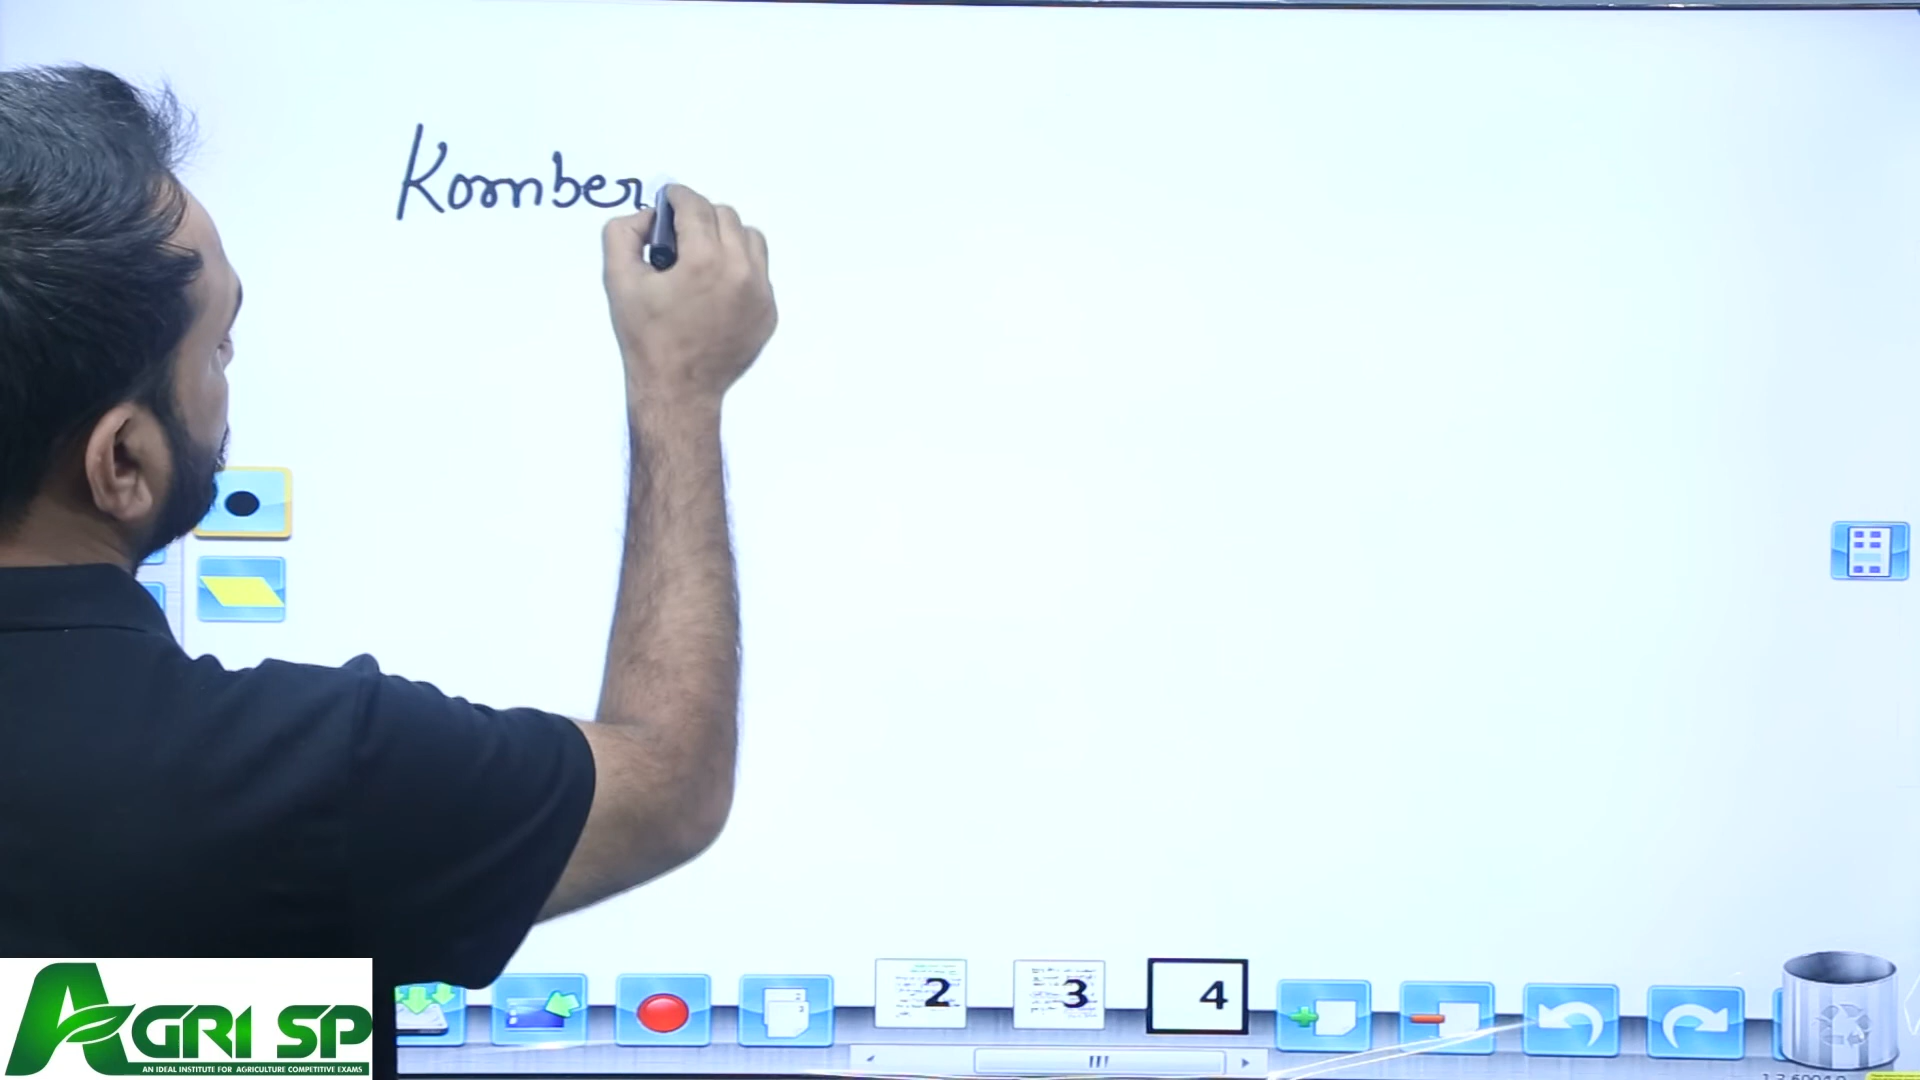 Kornber
2
3
4
AGRI SP
AN IDEAL INSTITUTE FOR AGRICULTURE COMPETITIVE EXAMS